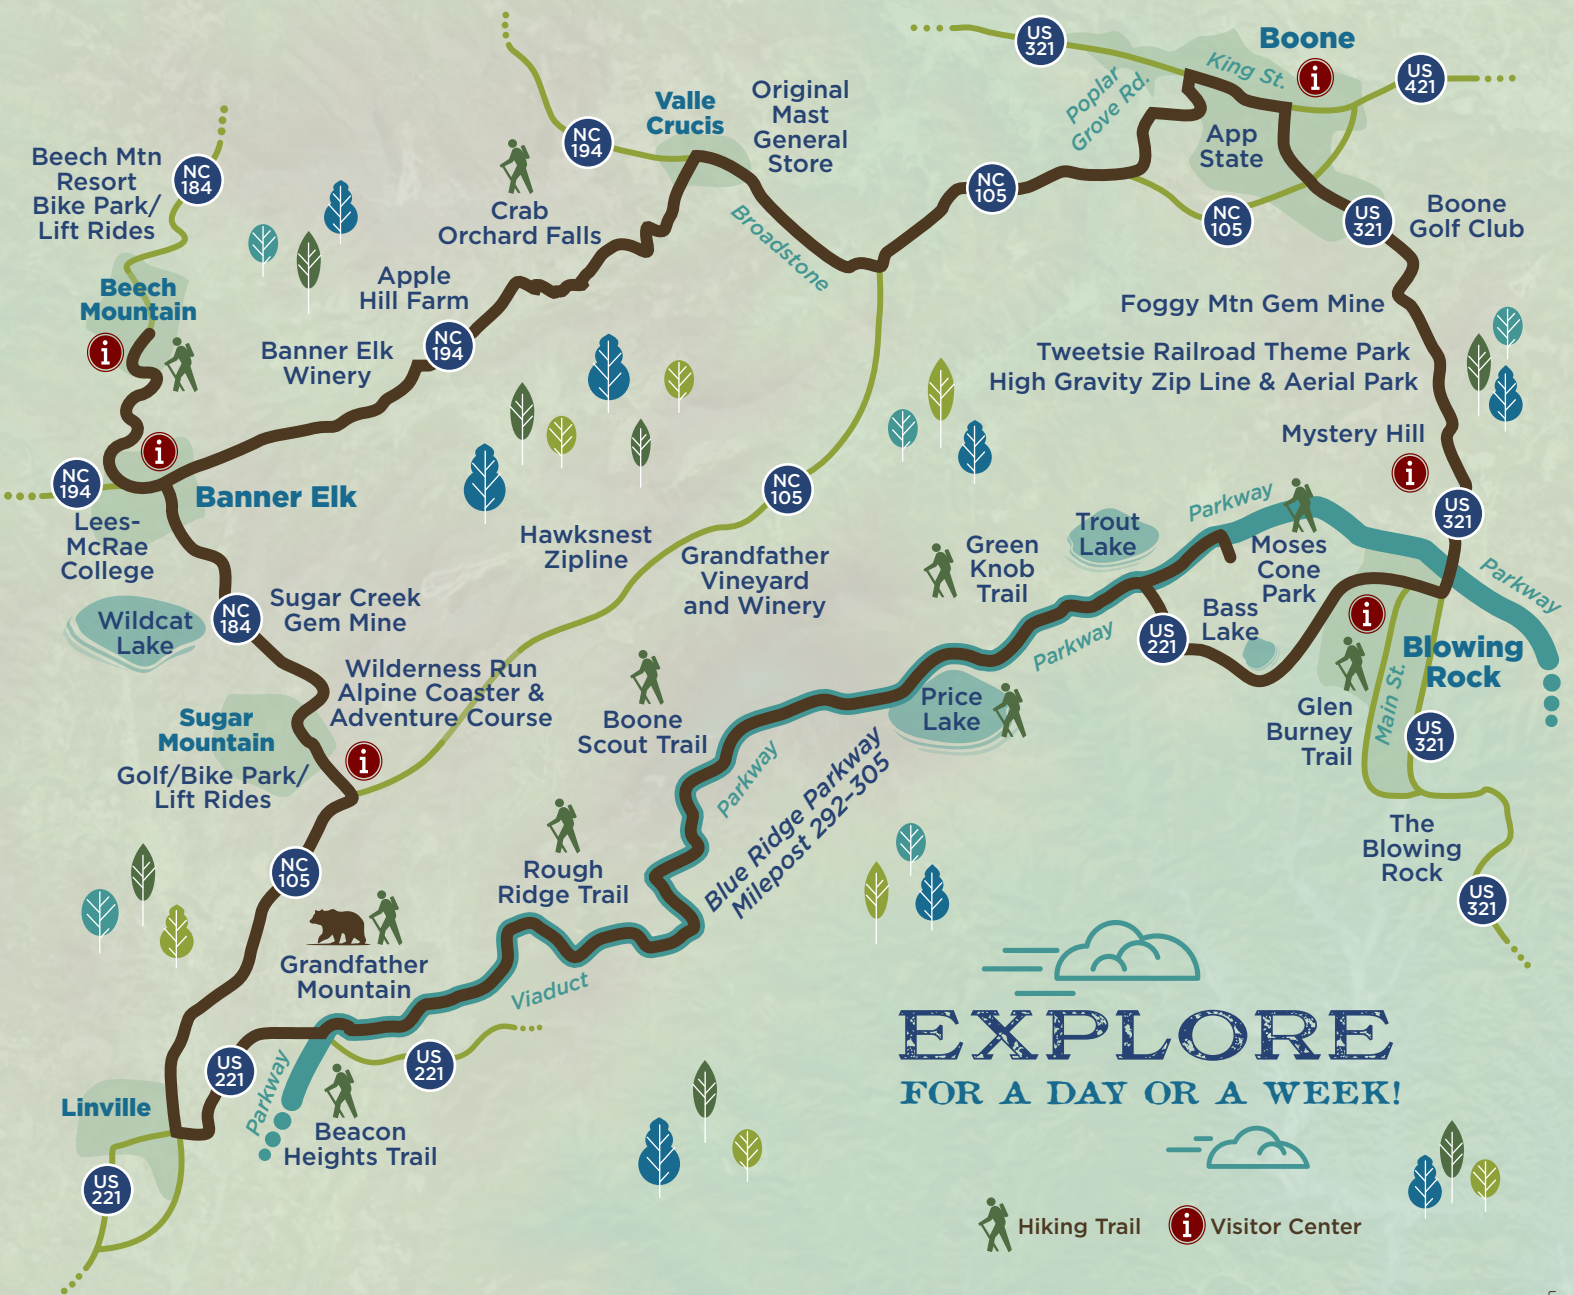 US
321
Boone
King St.
US
421
Poplar
Grove Rd.
App
State
Valle
Crucis
Original
Mast
General
Store
NC
194
Beech Mtn
Resort
Bike Park/
Lift Rides
NC
184
Crab
Orchard Falls
Broadstone
NC
105
NC
105
US
321
Boone
Golf Club
Beech
Mountain
Apple
Hill Farm
NC
194
Banner Elk
Winery
Foggy Mtn Gem Mine
Tweetsie Railroad Theme Park
High Gravity Zip Line & Aerial Park
Mystery Hill
NC
194
Banner Elk
Lees-
McRae
College
NC
105
Hawksnest
Zipline
Grandfather
Vineyard
and Winery
Green
Knob
Trail
Trout
Lake
Parkway
US
321
Moses
Cone
Park
Parkway
Wildcat
Lake
NC
184
Sugar Creek
Gem Mine
Bass
Lake
US
221
Parkway
Blowing
Rock
Wilderness Run
Alpine Coaster &
Adventure Course
Sugar
Mountain
Golf/Bike Park/
Lift Rides
Boone
Scout Trail
Price
Lake
Glen
Burney
Trail
Main St.
US
321
Parkway
Blue Ridge Parkway
Milepost 292-305
The
Blowing
Rock
US
321
NC
105
Rough
Ridge Trail
Grandfather
Mountain
Viaduct
US
221
US
221
Parkway
Linville
Beacon
Heights Trail
US
221
EXPLORE
FOR A DAY OR A WEEK!
Hiking Trail
Visitor Center